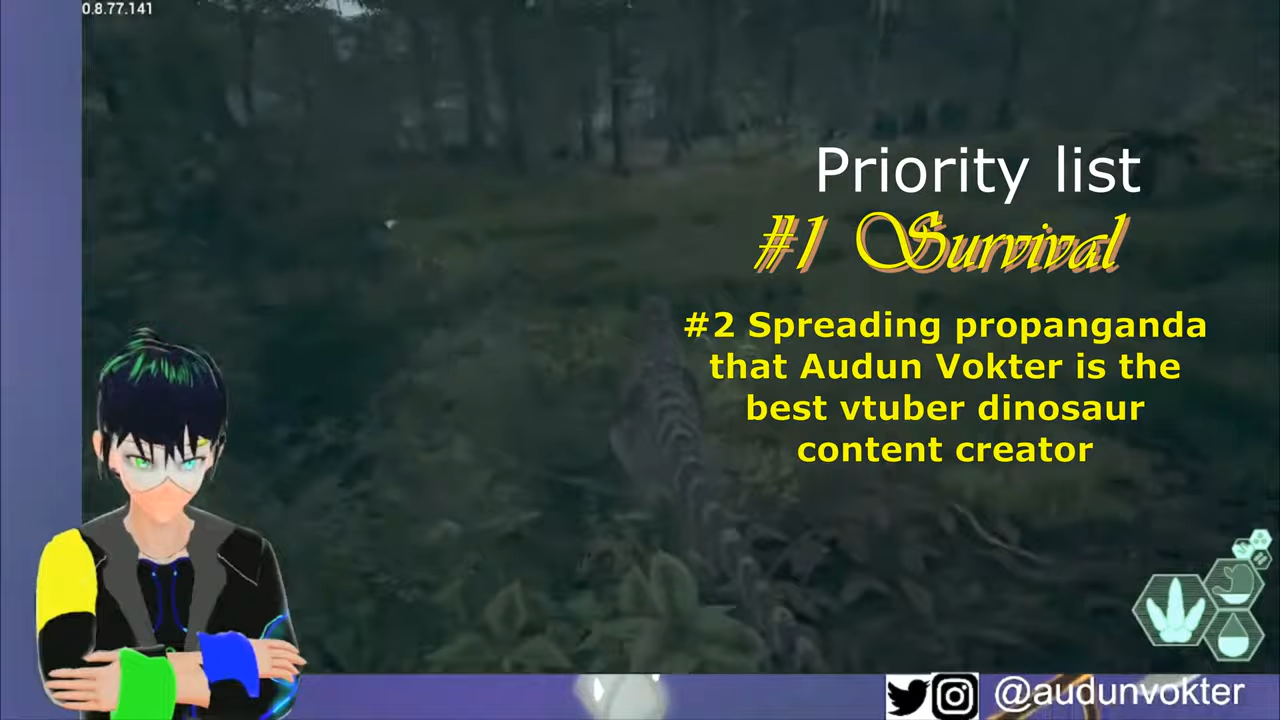 0.8.77.141
Priority list
#1 Survival
#2 Spreading propanganda
that Audun Vokter is the
best vtuber dinosaur
content creator
@audunvokter